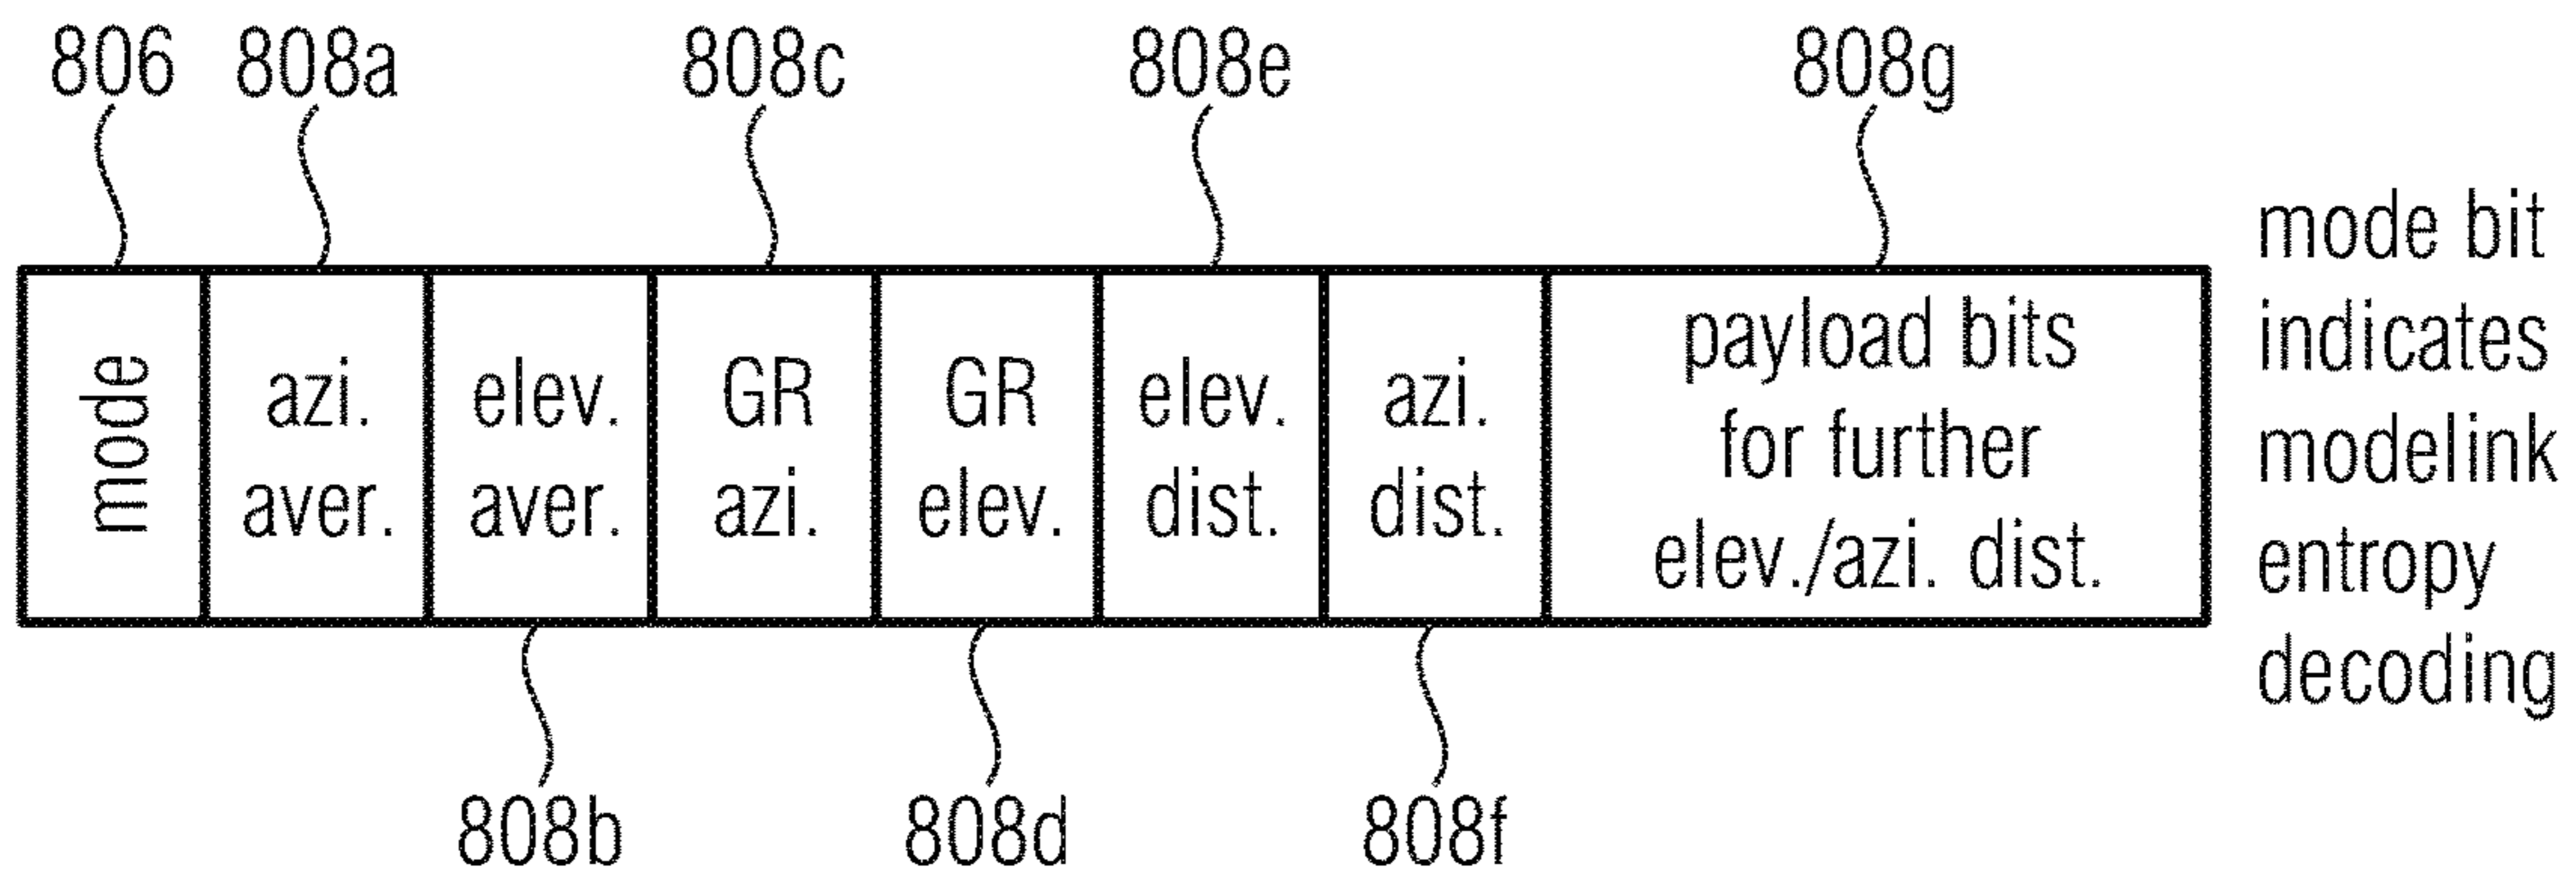 806 808a 808c 808e 808g
mode
azi.
aver.
elev.
aver.
GR
azi.
GR
elev.
elev.
dist.
azi.
dist.
payload bits
for further
elev./azi. dist.
mode bit
indicates
modelink
entropy
decoding
808b 808d 808f